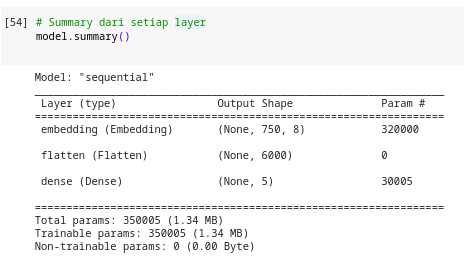 [54] # Summary dari setiap layer
model.summary()
Model: "sequential"
Layer (type) Output Shape Param #
embedding (Embedding) (None, 750, 8) 320000
flatten (Flatten) (None, 6000) 0
dense (Dense) (None, 5) 30005
Total params: 350005 (1.34 MB)
Trainable params: 350005 (1.34 MB)
Non-trainable params: 0 (0.00 Byte)